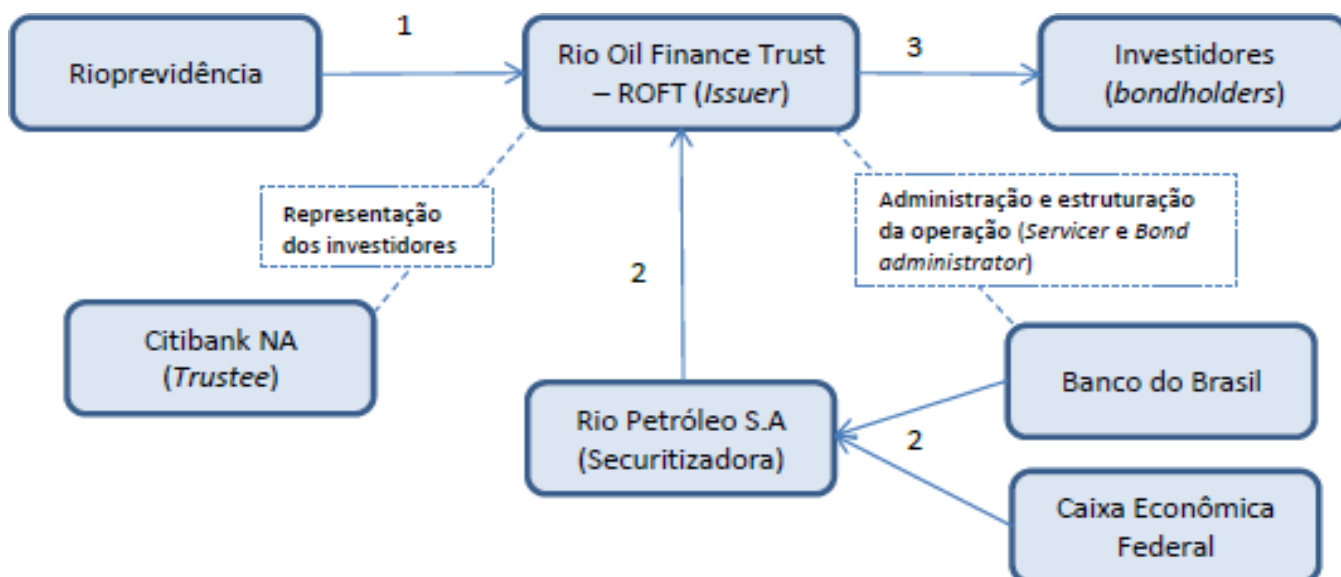 1
3
Rioprevidência
Rio Oil Finance Trust
– ROFT (Issuer)
Investidores
(bondholders)
Representação
dos investidores
Administração e estruturação
da operação (Servicer e Bond
administrator)
2
Citibank NA
(Trustee)
Banco do Brasil
Rio Petróleo S.A
(Securitizadora)
2
Caixa Econômica
Federal